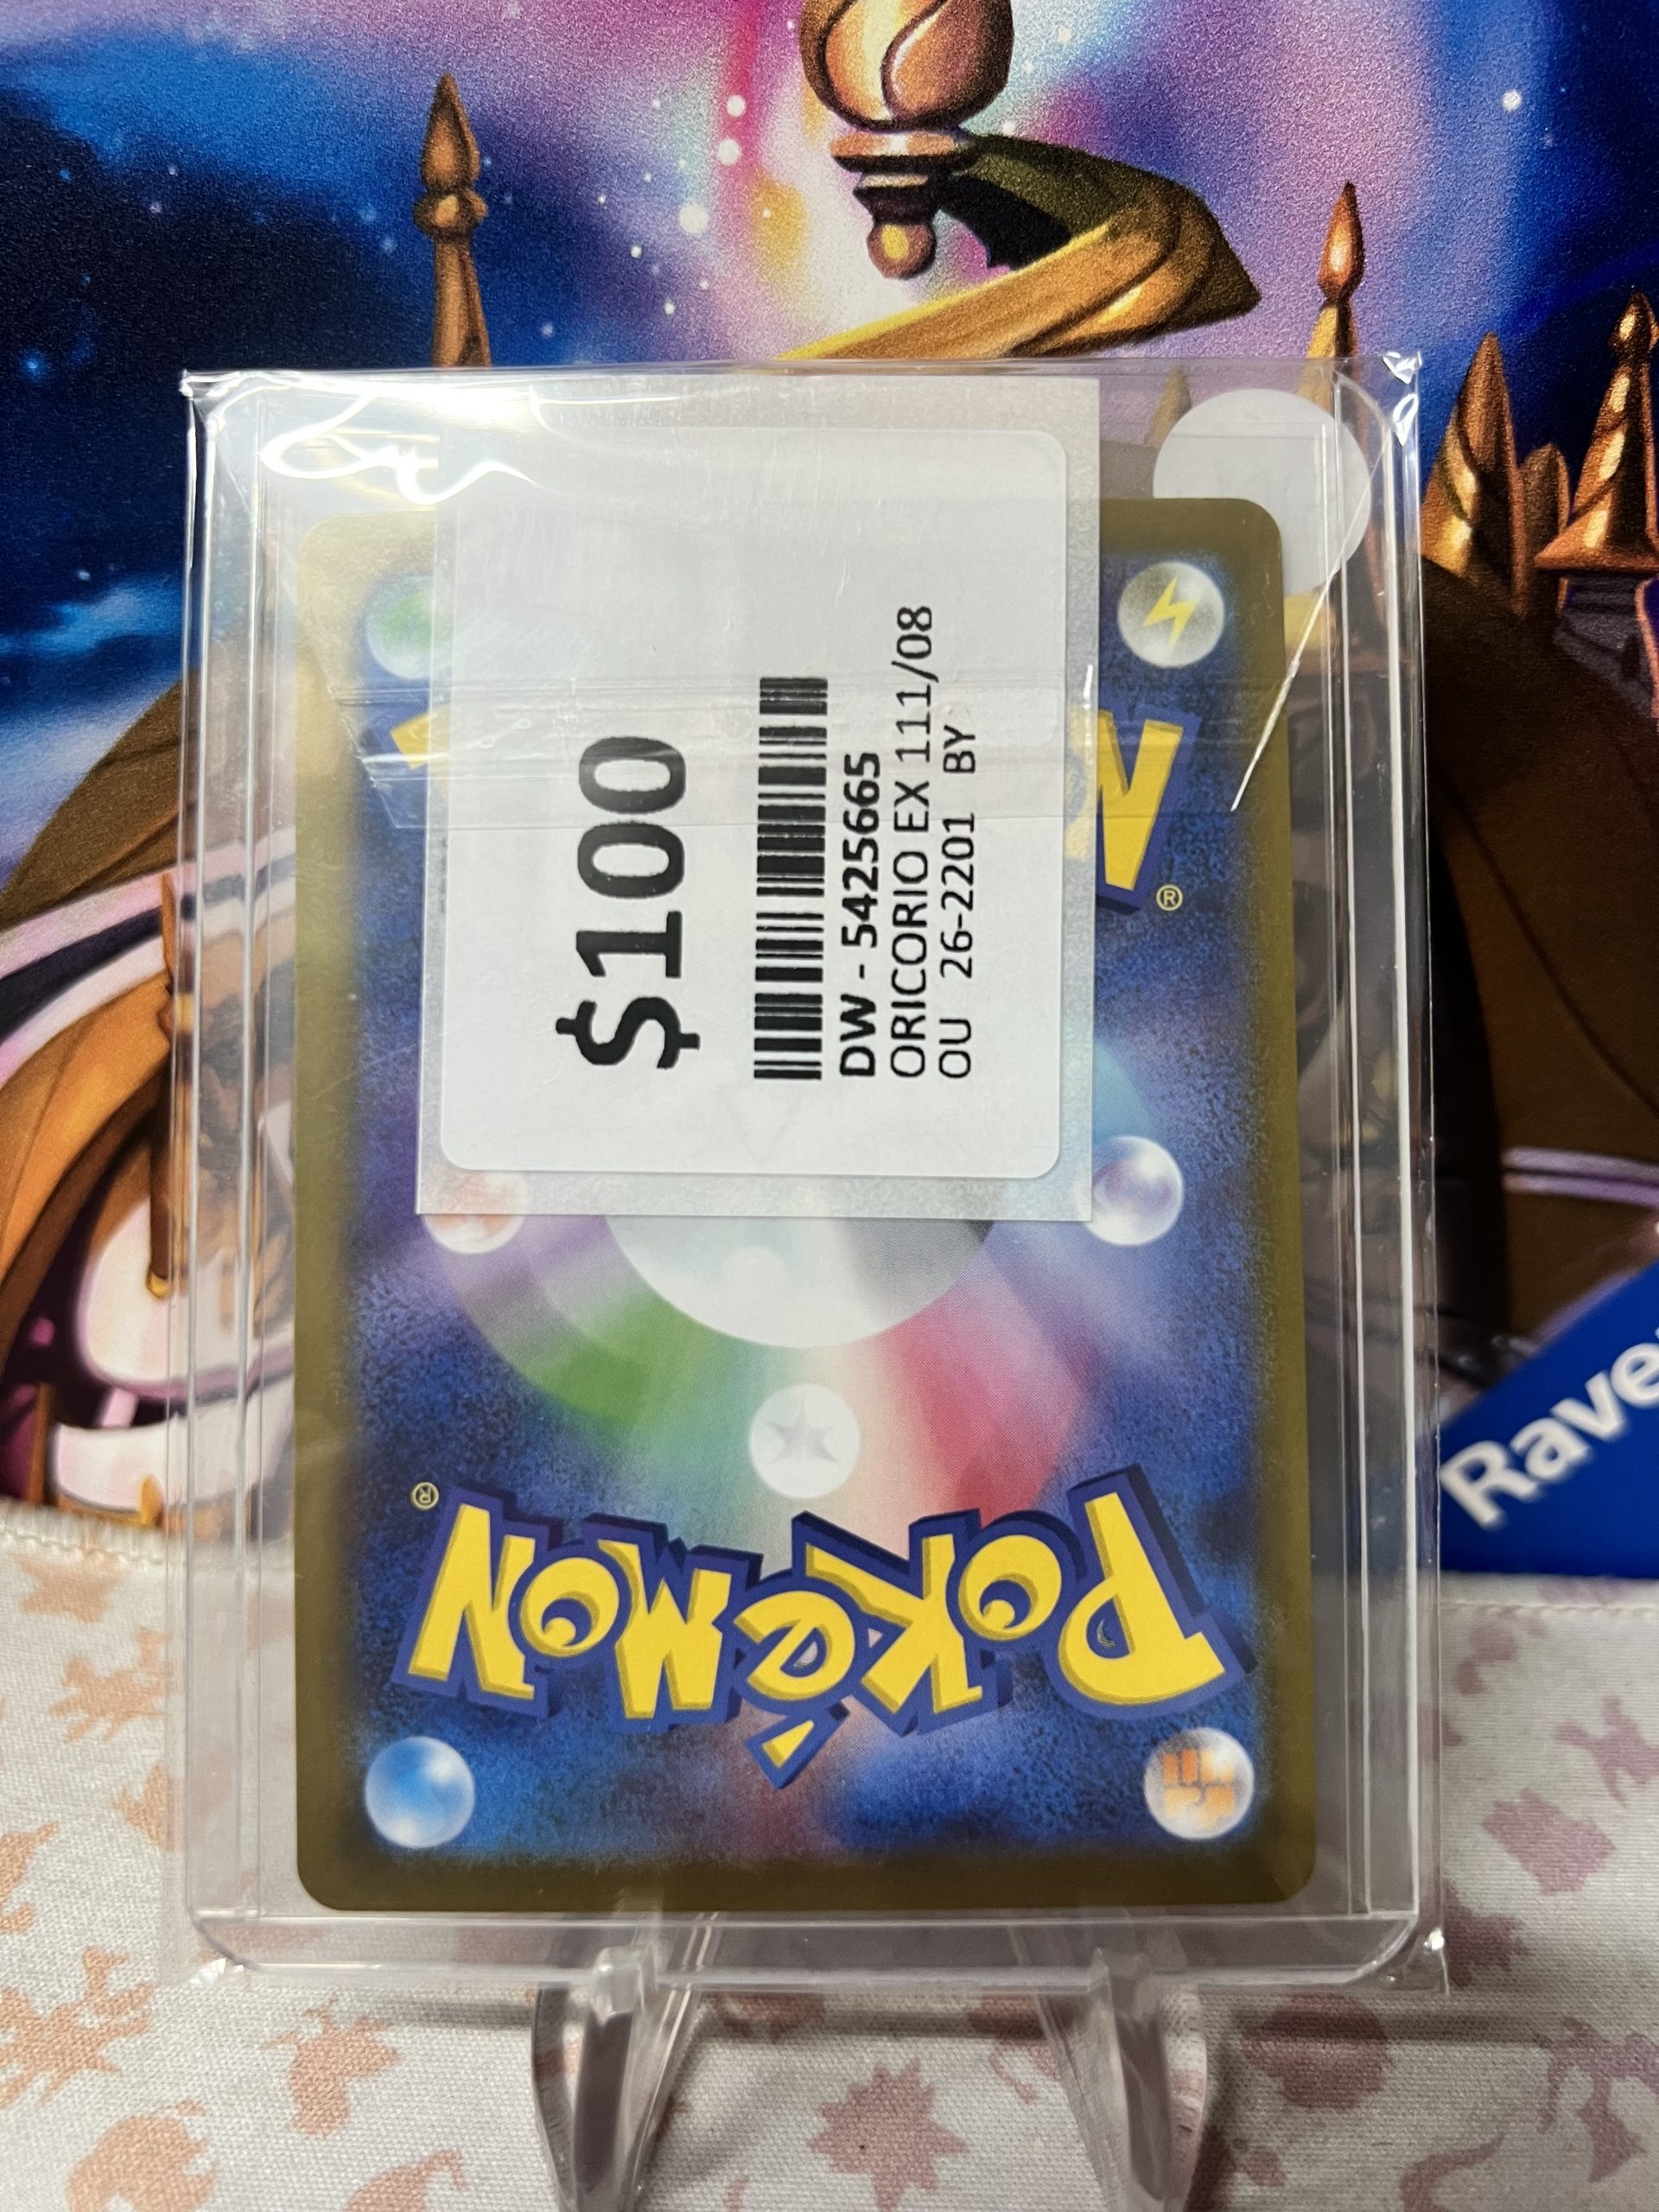 $100
DW - 5425665
ORICORIO EX 111/08
OU 26-2201 BY
N
®
POKéMON
®
Rave